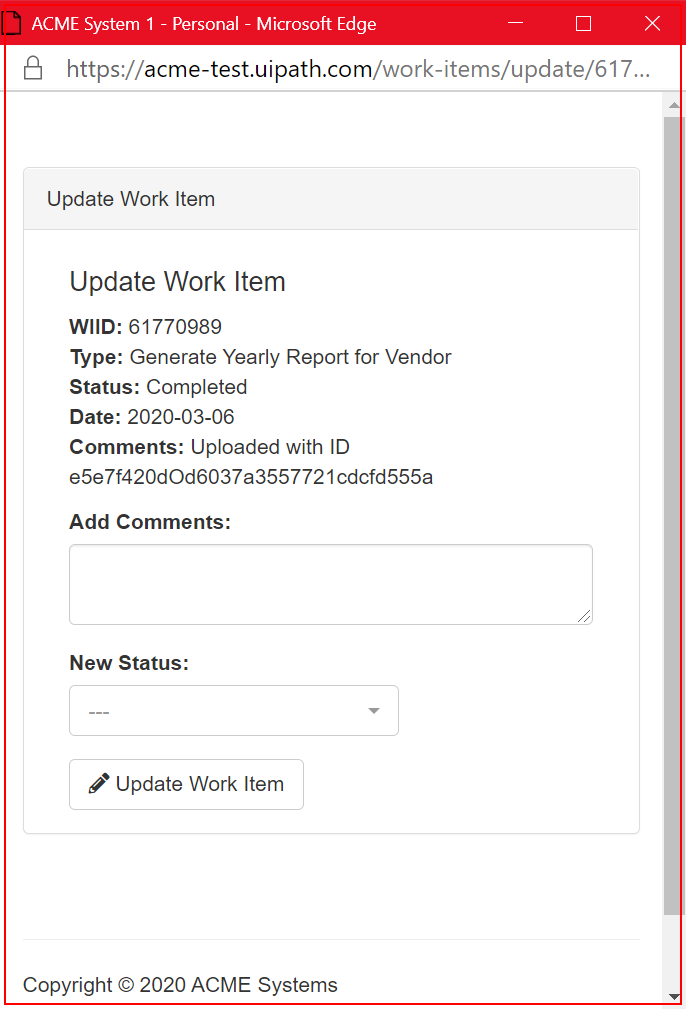 ACME System 1 - Personal - Microsoft Edge
https://acme-test.uipath.com/work-items/update/617...
Update Work Item
Update Work Item
WIID: 61770989
Type: Generate Yearly Report for Vendor
Status: Completed
Date: 2020-03-06
Comments: Uploaded with ID
e5e7f420dOd6037a3557721cdcfd555a
Add Comments:
New Status:
---
Update Work Item
Copyright © 2020 ACME Systems